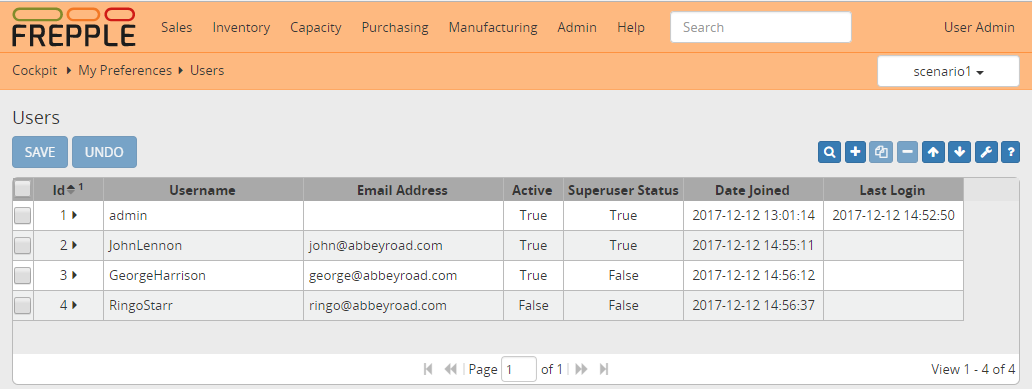 FREPPLE Sales Inventory Capacity Purchasing Manufacturing Admin Help Search User Admin
Cockpit My Preferences Users scenario1
Users
SAVE UNDO ?
Id 1 Username Email Address Active Superuser Status Date Joined Last Login
1 admin True True 2017-12-12 13:01:14 2017-12-12 14:52:50
2 JohnLennon john@abbeyroad.com True True 2017-12-12 14:55:11
3 GeorgeHarrison george@abbeyroad.com True False 2017-12-12 14:56:12
4 RingoStarr ringo@abbeyroad.com False False 2017-12-12 14:56:37
Page 1 of 1 View 1 - 4 of 4